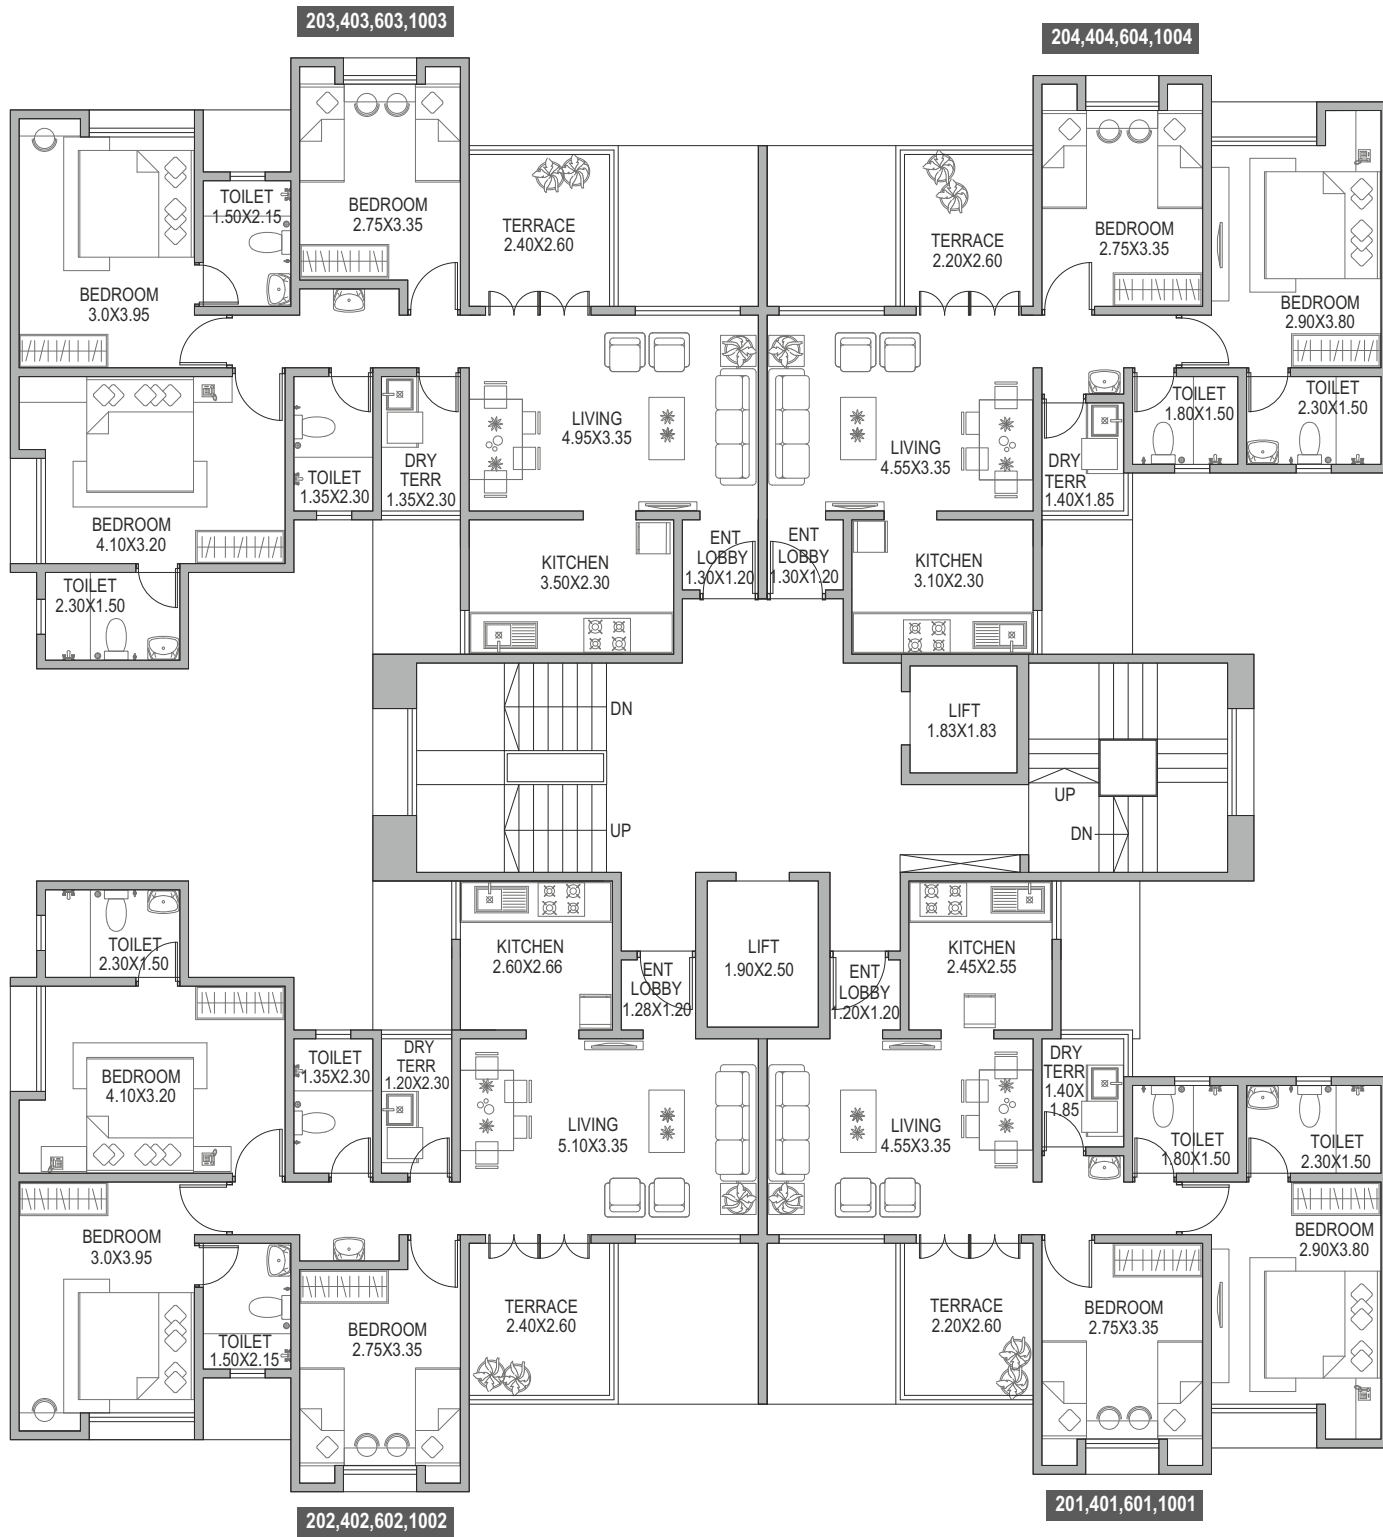 203,403,603,1003
204,404,604,1004
TOILET
1.50X2.15
BEDROOM
2.75X3.35
TERRACE
2.40X2.60
TERRACE
2.20X2.60
BEDROOM
2.75X3.35
BEDROOM
3.0X3.95
BEDROOM
2.90X3.80
LIVING
4.95X3.35
LIVING
4.55X3.35
TOILET
1.80X1.50
TOILET
2.30X1.50
TOILET
1.35X2.30
DRY
TERR
1.35X2.30
DRY
TERR
1.40X1.85
BEDROOM
4.10X3.20
KITCHEN
3.50X2.30
ENT
LOBBY
1.30X1.20
ENT
LOBBY
1.30X1.20
KITCHEN
3.10X2.30
TOILET
2.30X1.50
DN
LIFT
1.83X1.83
UP
UP
DN
TOILET
2.30X1.50
KITCHEN
2.60X2.66
ENT
LOBBY
1.28X1.20
LIFT
1.90X2.50
ENT
LOBBY
1.20X1.20
KITCHEN
2.45X2.55
BEDROOM
4.10X3.20
TOILET
1.35X2.30
DRY
TERR
1.20X2.30
DRY
TERR
1.40X
1.85
LIVING
5.10X3.35
LIVING
4.55X3.35
TOILET
1.80X1.50
TOILET
2.30X1.50
BEDROOM
3.0X3.95
BEDROOM
2.90X3.80
TOILET
1.50X2.15
BEDROOM
2.75X3.35
TERRACE
2.40X2.60
TERRACE
2.20X2.60
BEDROOM
2.75X3.35
202,402,602,1002
201,401,601,1001